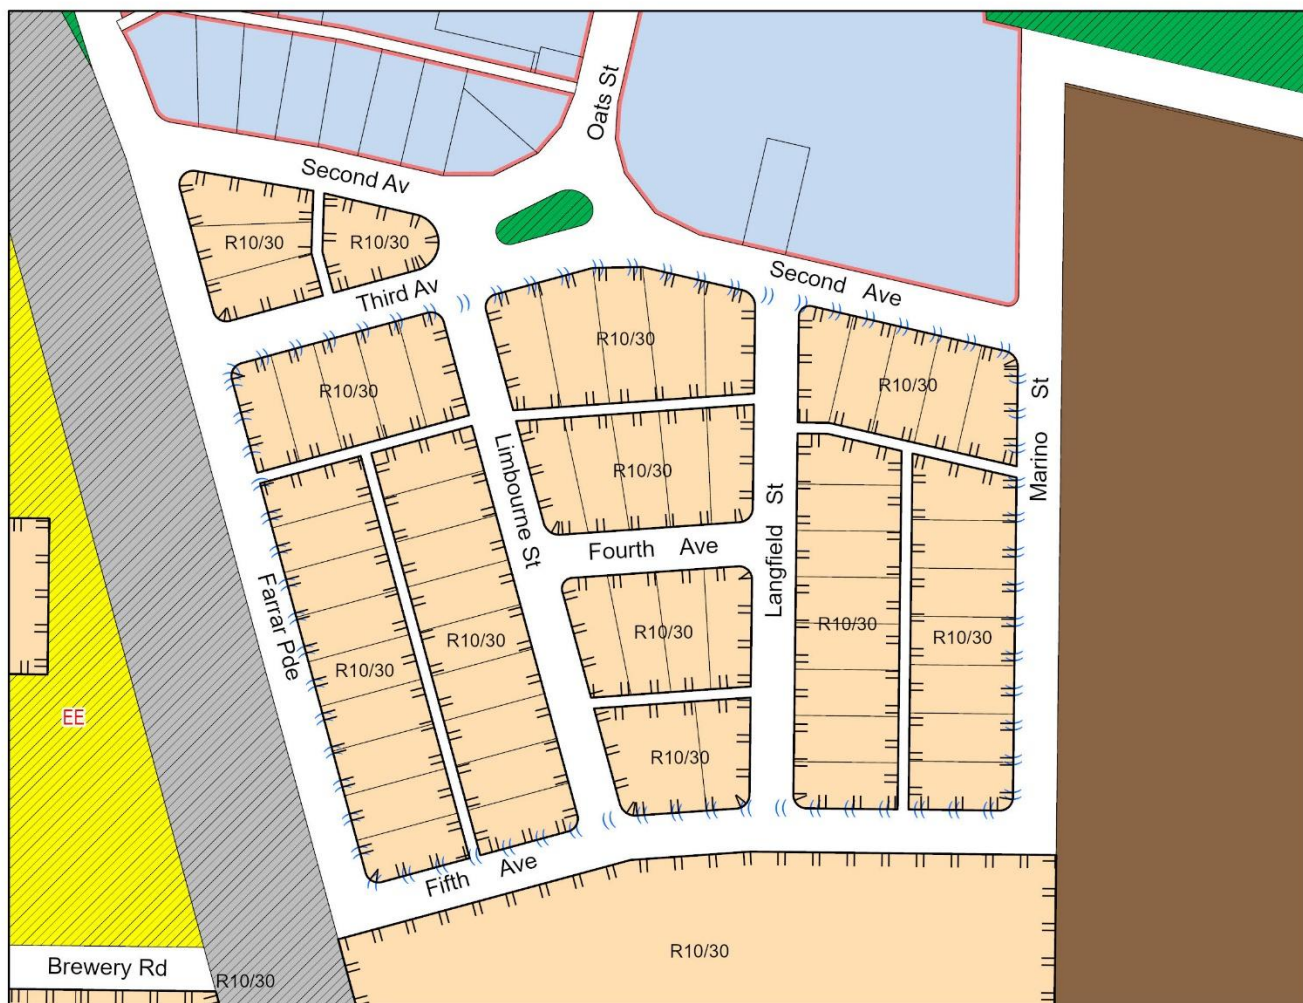 Oats St
Second Av
R10/30
R10/30
Second Ave
Third Av
R10/30
R10/30
R10/30
Marino St
Limbourne St
R10/30
Langfield St
Fourth Ave
Farrar Pde
R10/30
R10/30
R10/30
R10/30
R10/30
EE
R10/30
Fifth Ave
R10/30
Brewery Rd
R10/30